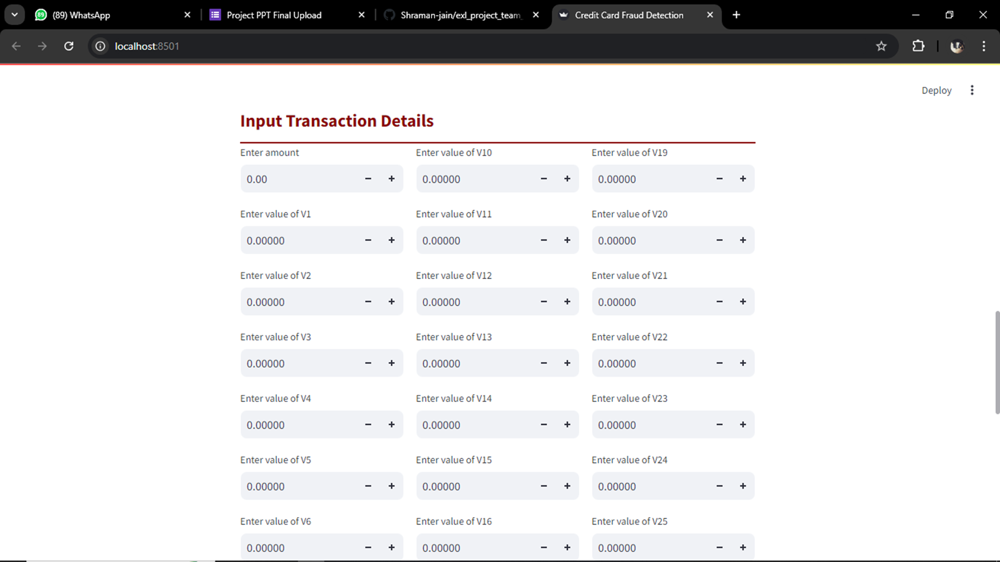 89 (89) WhatsApp
Project PPT Final Upload
Shraman-jain/exl_project_team_
Credit Card Fraud Detection
localhost:8501
Deploy
Input Transaction Details
Enter amount Enter value of V10 Enter value of V19
0.00 0.00000 0.00000
Enter value of V1 Enter value of V11 Enter value of V20
0.00000 0.00000 0.00000
Enter value of V2 Enter value of V12 Enter value of V21
0.00000 0.00000 0.00000
Enter value of V3 Enter value of V13 Enter value of V22
0.00000 0.00000 0.00000
Enter value of V4 Enter value of V14 Enter value of V23
0.00000 0.00000 0.00000
Enter value of V5 Enter value of V15 Enter value of V24
0.00000 0.00000 0.00000
Enter value of V6 Enter value of V16 Enter value of V25
0.00000 0.00000 0.00000